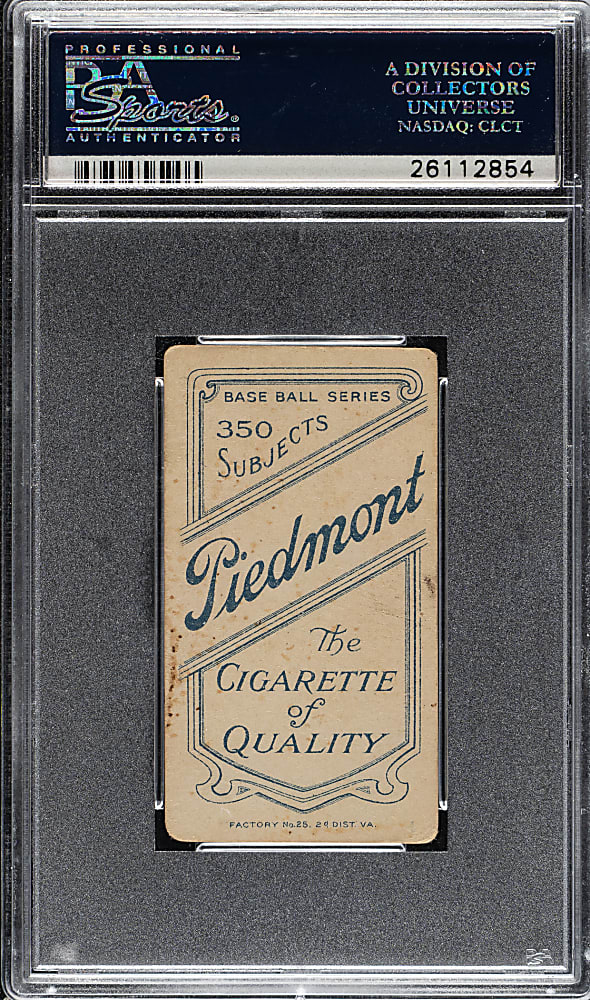 PROFESSIONAL
PSA
Sports®
AUTHENTICATOR
A DIVISION OF
COLLECTORS
UNIVERSE
NASDAQ: CLCT
26112854
BASE BALL SERIES
350
SUBJECTS
Piedmont
The
CIGARETTE
of
QUALITY
FACTORY No.25. 2d DIST. VA.
PSA